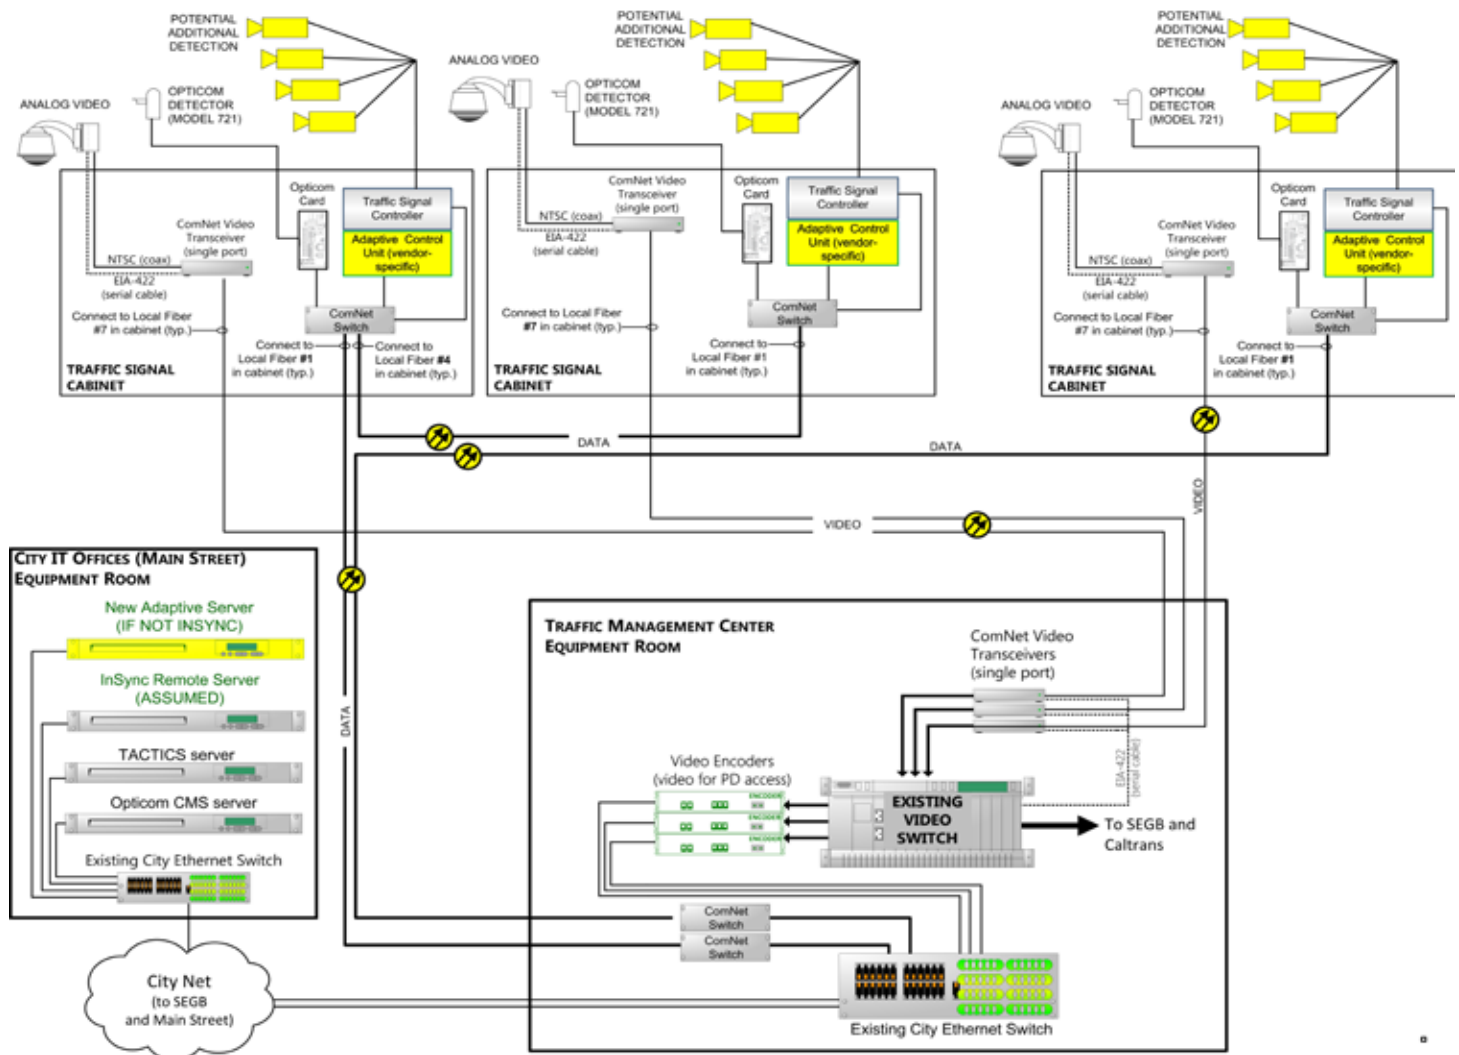 POTENTIAL
ADDITIONAL
DETECTION
ANALOG VIDEO
OPTICOM
DETECTOR
(MODEL 721)
Opticom
Card
Traffic Signal
Controller
Adaptive Control
Unit (vendor-
specific)
ComNet Video
Transceiver
(single port)
NTSC (coax)
EIA-422
(serial cable)
ComNet
Switch
Connect to Local Fiber
#7 in cabinet (typ.)
Connect to
Local Fiber #1
in cabinet (typ.)
Connect to
Local Fiber #4
in cabinet (typ.)
TRAFFIC SIGNAL
CABINET
POTENTIAL
ADDITIONAL
DETECTION
ANALOG VIDEO
OPTICOM
DETECTOR
(MODEL 721)
ComNet Video
Transceiver
(single port)
Opticom
Card
Traffic Signal
Controller
Adaptive Control
Unit (vendor-
specific)
NTSC (coax)
EIA-422
(serial cable)
ComNet
Switch
Connect to Local Fiber
#7 in cabinet (typ.)
Connect to
Local Fiber #1
in cabinet (typ.)
TRAFFIC SIGNAL
CABINET
POTENTIAL
ADDITIONAL
DETECTION
ANALOG VIDEO
OPTICOM
DETECTOR
(MODEL 721)
Opticom
Card
Traffic Signal
Controller
Adaptive Control
Unit (vendor-
specific)
ComNet Video
Transceiver
(single port)
NTSC (coax)
EIA-422
(serial cable)
ComNet
Switch
Connect to Local Fiber
#7 in cabinet (typ.)
Connect to
Local Fiber #1
in cabinet (typ.)
TRAFFIC SIGNAL
CABINET
DATA
DATA
VIDEO
VIDEO
DATA
CITY IT OFFICES (MAIN STREET)
EQUIPMENT ROOM
New Adaptive Server
(IF NOT INSYNC)
InSync Remote Server
(ASSUMED)
TACTICS server
Opticom CMS server
Existing City Ethernet Switch
City Net
(to SEGB
and Main Street)
TRAFFIC MANAGEMENT CENTER
EQUIPMENT ROOM
ComNet Video
Transceivers
(single port)
EIA-422
(serial cable)
Video Encoders
(video for PD access)
ENCODER
ENCODER
ENCODER
EXISTING
VIDEO
SWITCH
To SEGB and
Caltrans
ComNet
Switch
ComNet
Switch
Existing City Ethernet Switch